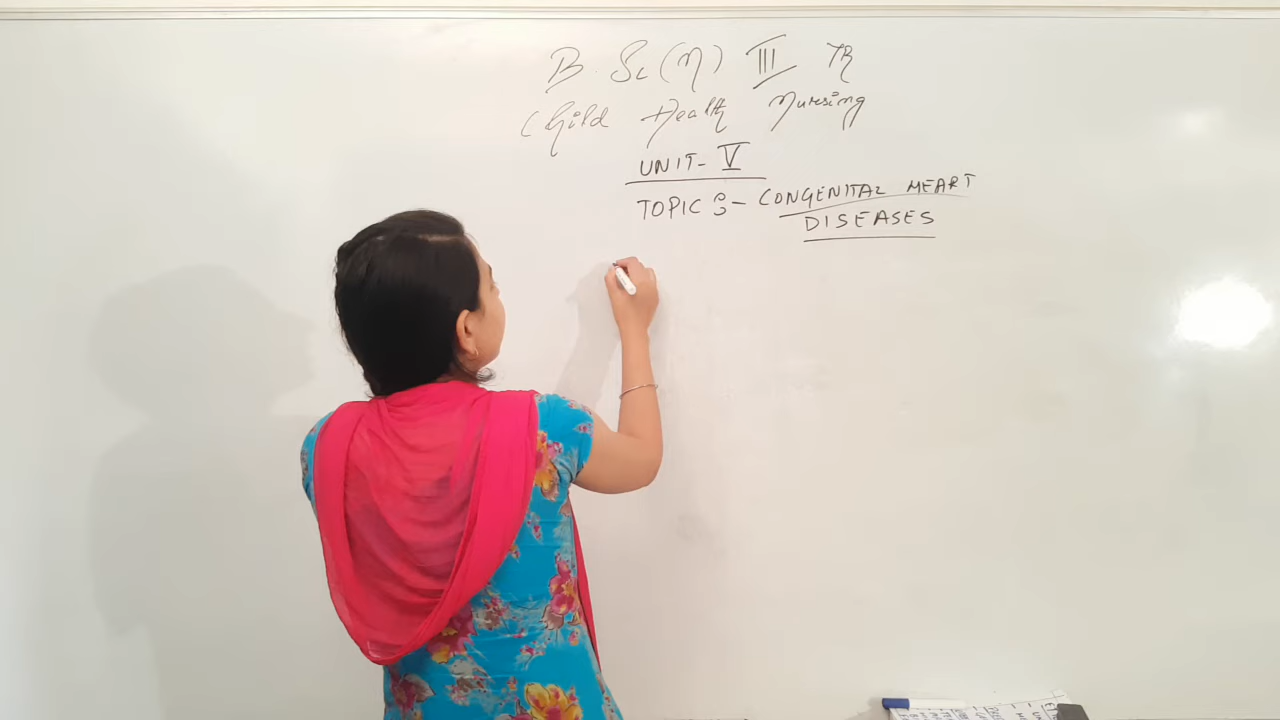 B.Sc(N) III YR
Child Health Nursing
UNIT- V
TOPIC :- CONGENITAL HEART
DISEASES